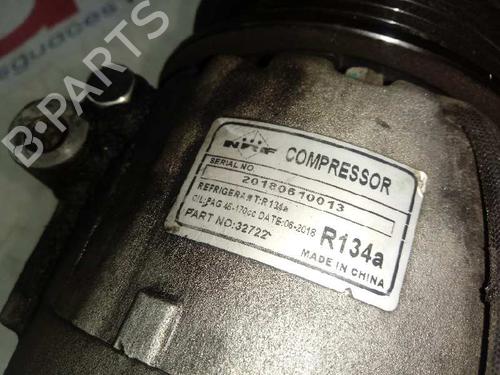 B-PARTS
NRF COMPRESSOR
SERIAL NO
20180610013
REFRIGERANT:R134a
OIL:PAG 46-170cc DATE:06-2018
PART NO:32722
R134a
MADE IN CHINA